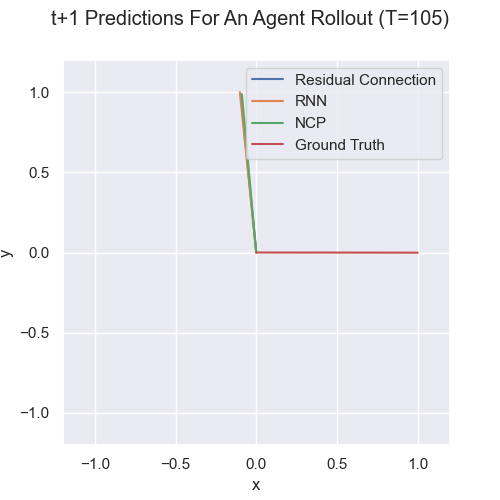 t+1 Predictions For An Agent Rollout (T=105)
Residual Connection
RNN
NCP
Ground Truth
1.0
0.5
0.0
−0.5
−1.0
y
−1.0 −0.5 0.0 0.5 1.0
x